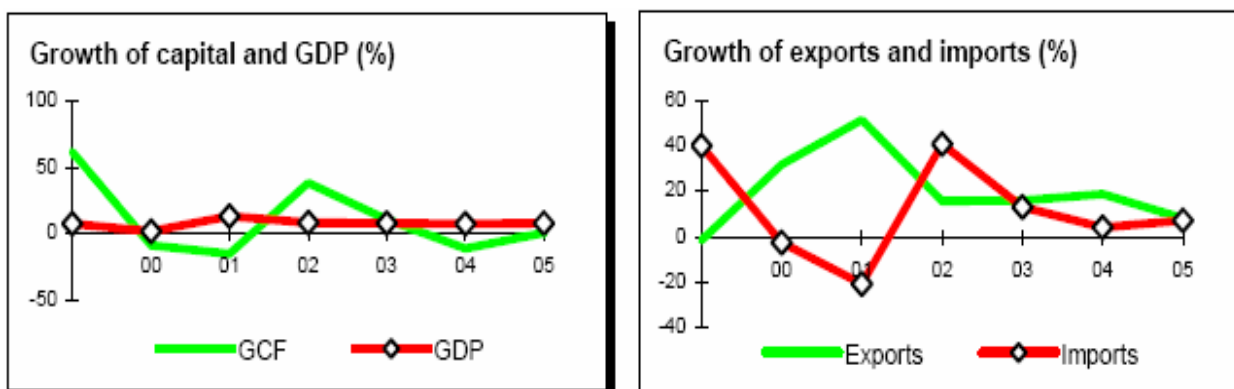 Growth of capital and GDP (%)
100
50
0
-50
00 01 02 03 04 05
GCF GDP
Growth of exports and imports (%)
60
40
20
0
-20
-40
00 01 02 03 04 05
Exports Imports